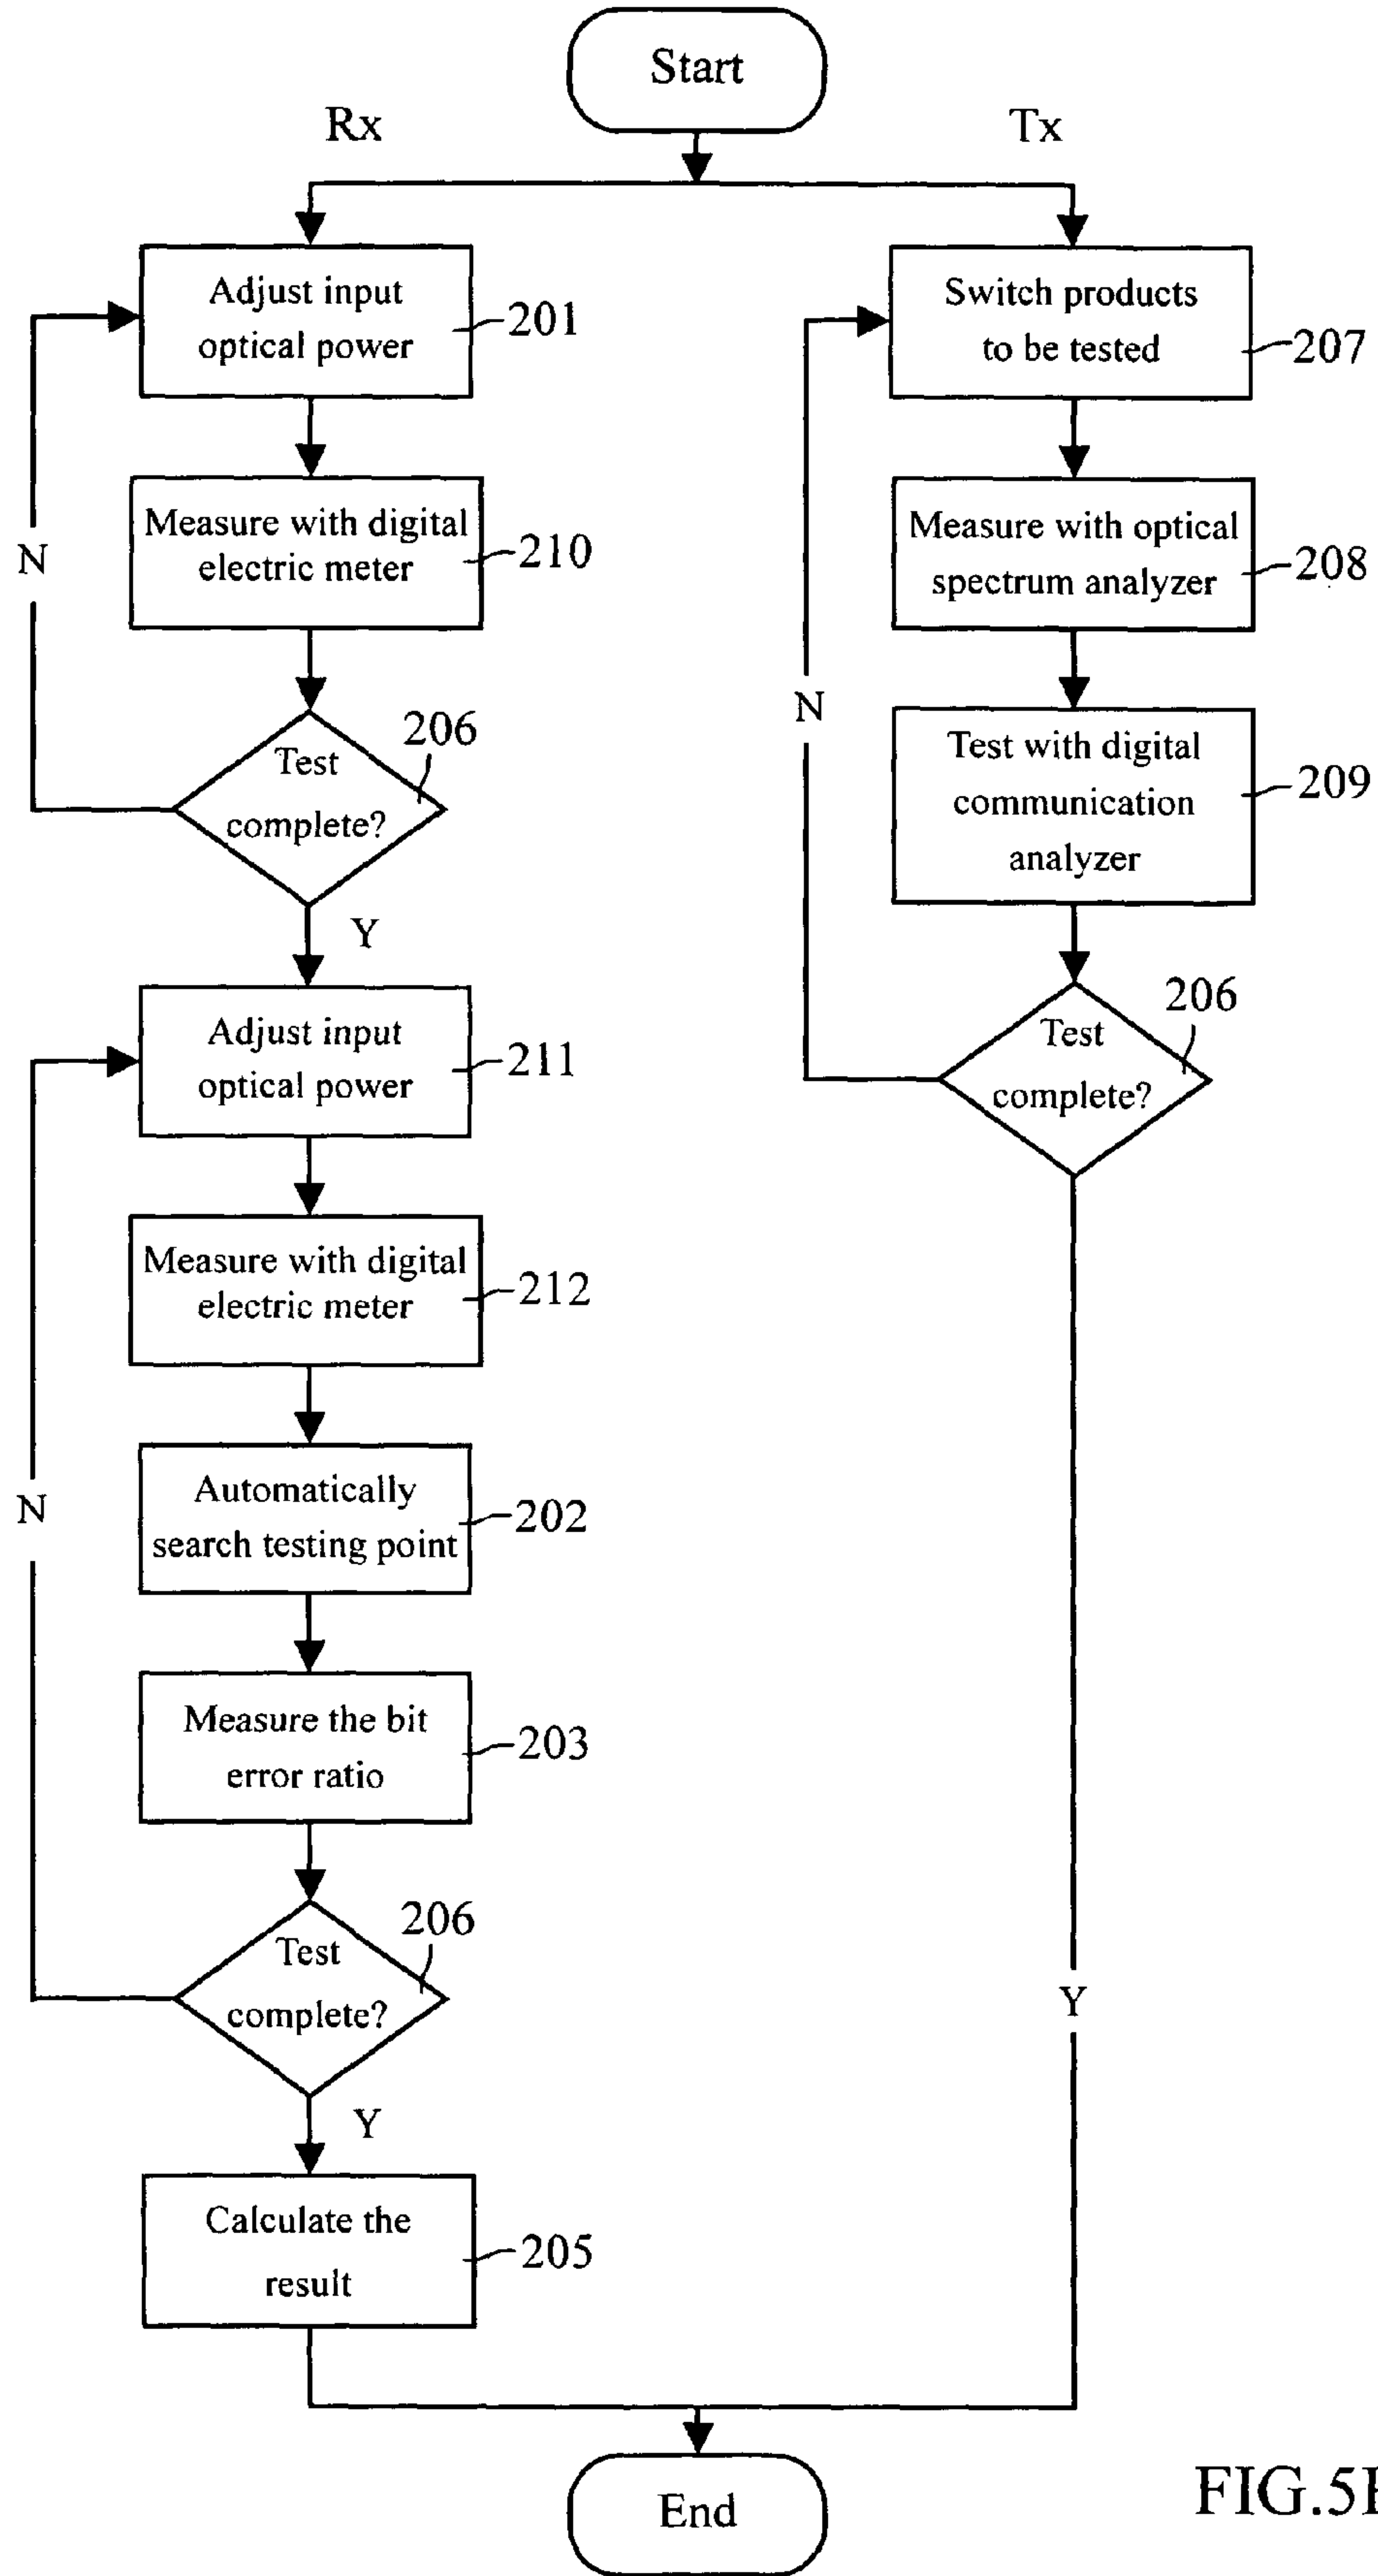 Start
Rx
Tx
Adjust input
optical power
201
Measure with digital
electric meter
210
N
Test
complete?
206
Y
Adjust input
optical power
211
Measure with digital
electric meter
212
Automatically
search testing point
202
N
Measure the bit
error ratio
203
Test
complete?
206
Y
Calculate the
result
205
Switch products
to be tested
207
Measure with optical
spectrum analyzer
208
N
Test with digital
communication
analyzer
209
Test
complete?
206
Y
End